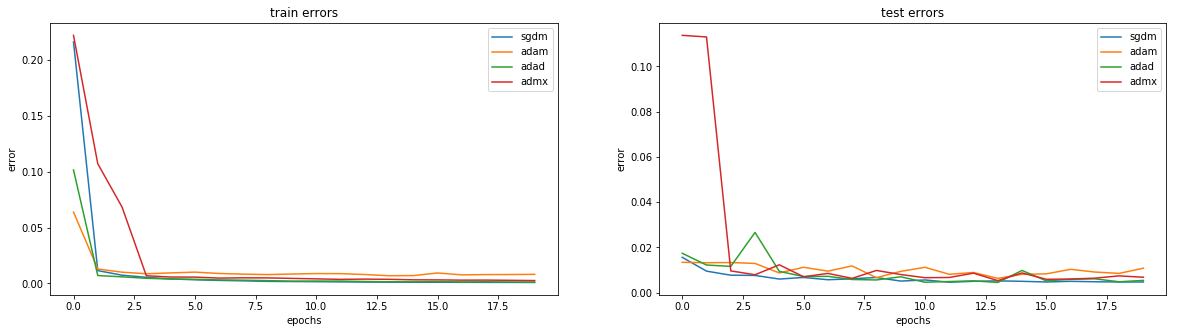 train errors
sgdm
adam
adad
admx
0.20
0.15
0.10
0.05
0.00
error
0.0
2.5
5.0
7.5
10.0
12.5
15.0
17.5
epochs
test errors
sgdm
adam
adad
admx
0.10
0.08
0.06
0.04
0.02
0.00
error
0.0
2.5
5.0
7.5
10.0
12.5
15.0
17.5
epochs